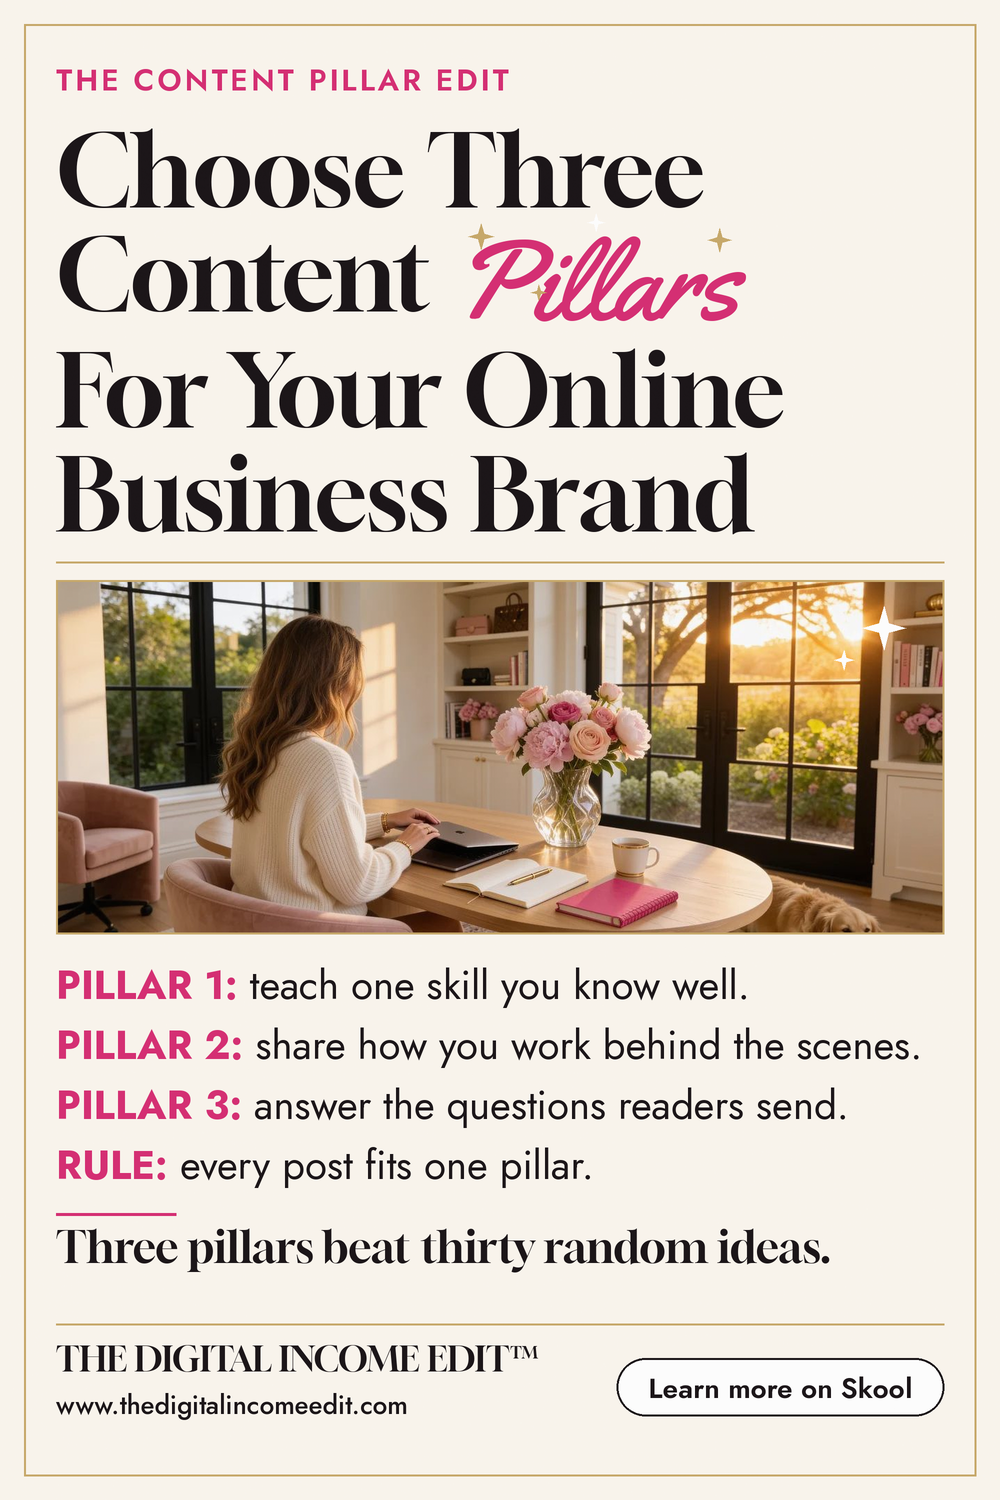 THE CONTENT PILLAR EDIT
Choose Three
Content Pillars
For Your Online
Business Brand
PILLAR 1: teach one skill you know well.
PILLAR 2: share how you work behind the scenes.
PILLAR 3: answer the questions readers send.
RULE: every post fits one pillar.
Three pillars beat thirty random ideas.
THE DIGITAL INCOME EDIT™
www.thedigitalincomeedit.com
Learn more on Skool